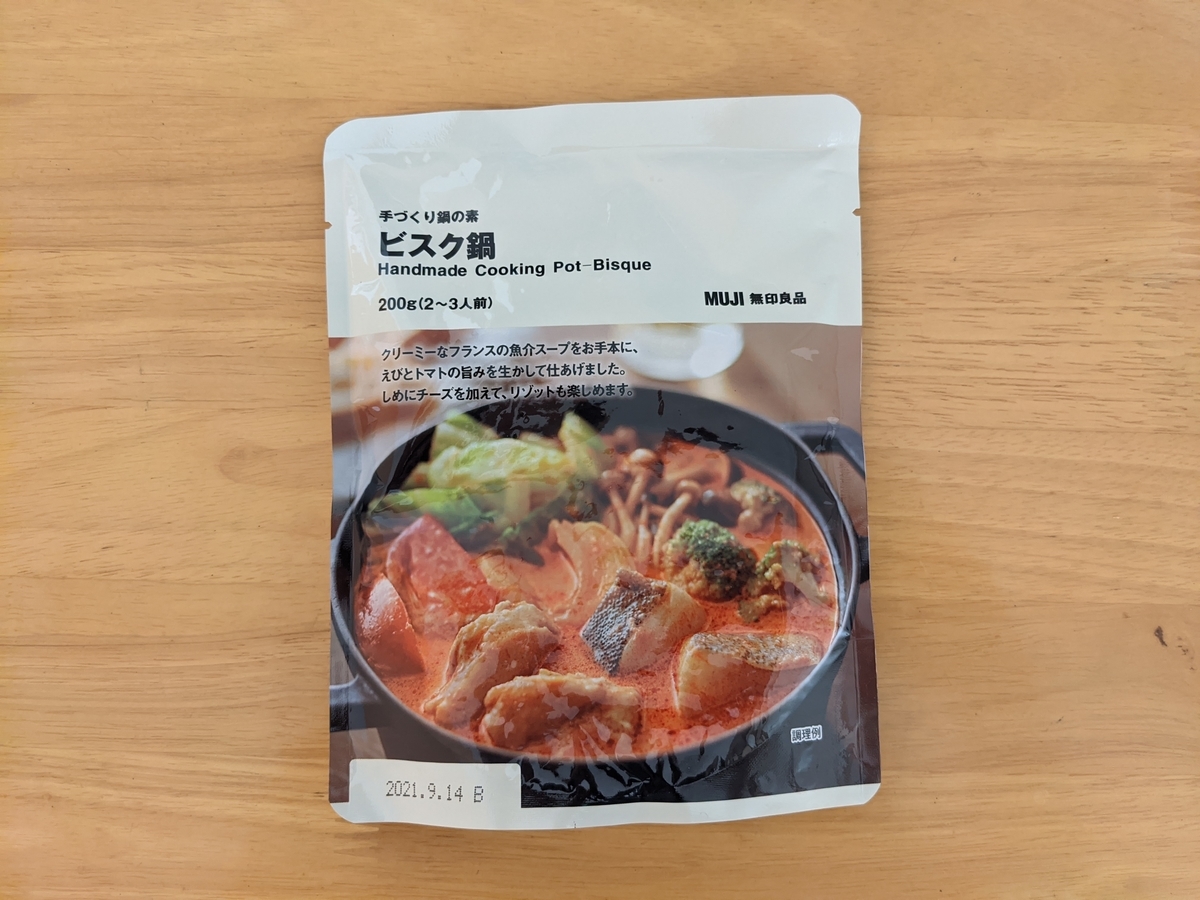 手づくり鍋の素
ビスク鍋
Handmade Cooking Pot-Bisque
200g(2～3人前)
MUJI 無印良品
クリーミーなフランスの魚介スープをお手本に、
えびとトマトの旨みを生かして仕あげました。
しめにチーズを加えて、リゾットも楽しめます。
調理例
2021.9.14 B